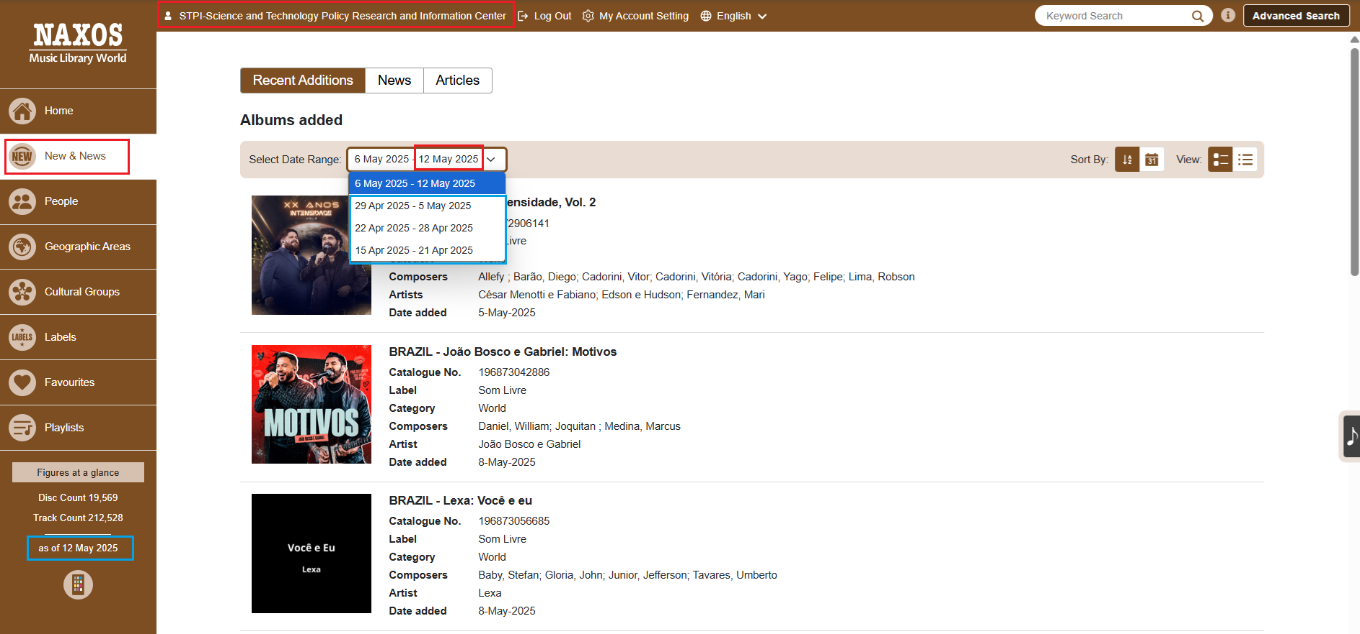 STPI-Science and Technology Policy Research and Information Center Log Out My Account Setting English Keyword Search Advanced Search
NAXOS
Music Library World
Home
NEW New & News
People
Geographic Areas
Cultural Groups
LABELS Labels
Favourites
Playlists
Figures at a glance
Disc Count 19,569
Track Count 212,528
as of 12 May 2025
Recent Additions News Articles
Albums added
Select Date Range: 6 May 2025 - 12 May 2025 Sort By: 31 View:
6 May 2025 - 12 May 2025
29 Apr 2025 - 5 May 2025
22 Apr 2025 - 28 Apr 2025
15 Apr 2025 - 21 Apr 2025
XX ANOS
INTENSIDADE
ensidade, Vol. 2
72906141
Livre
Composers Allefy ; Barão, Diego; Cadorini, Vitor; Cadorini, Vitória; Cadorini, Yago; Felipe; Lima, Robson
Artists César Menotti e Fabiano; Edson e Hudson; Fernandez, Mari
Date added 5-May-2025
MOTIVOS
BRAZIL - João Bosco e Gabriel: Motivos
Catalogue No. 196873042886
Label Som Livre
Category World
Composers Daniel, William; Joquitan ; Medina, Marcus
Artist João Bosco e Gabriel
Date added 8-May-2025
Você e Eu
Lexa
BRAZIL - Lexa: Você e eu
Catalogue No. 196873056685
Label Som Livre
Category World
Composers Baby, Stefan; Gloria, John; Junior, Jefferson; Tavares, Umberto
Artist Lexa
Date added 8-May-2025